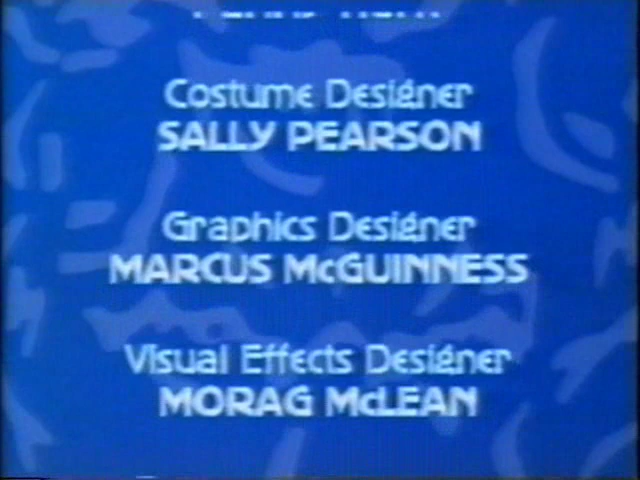 Costume Designer
SALLY PEARSON
Graphics Designer
MARCUS McGUINNESS
Visual Effects Designer
MORAG McLEAN